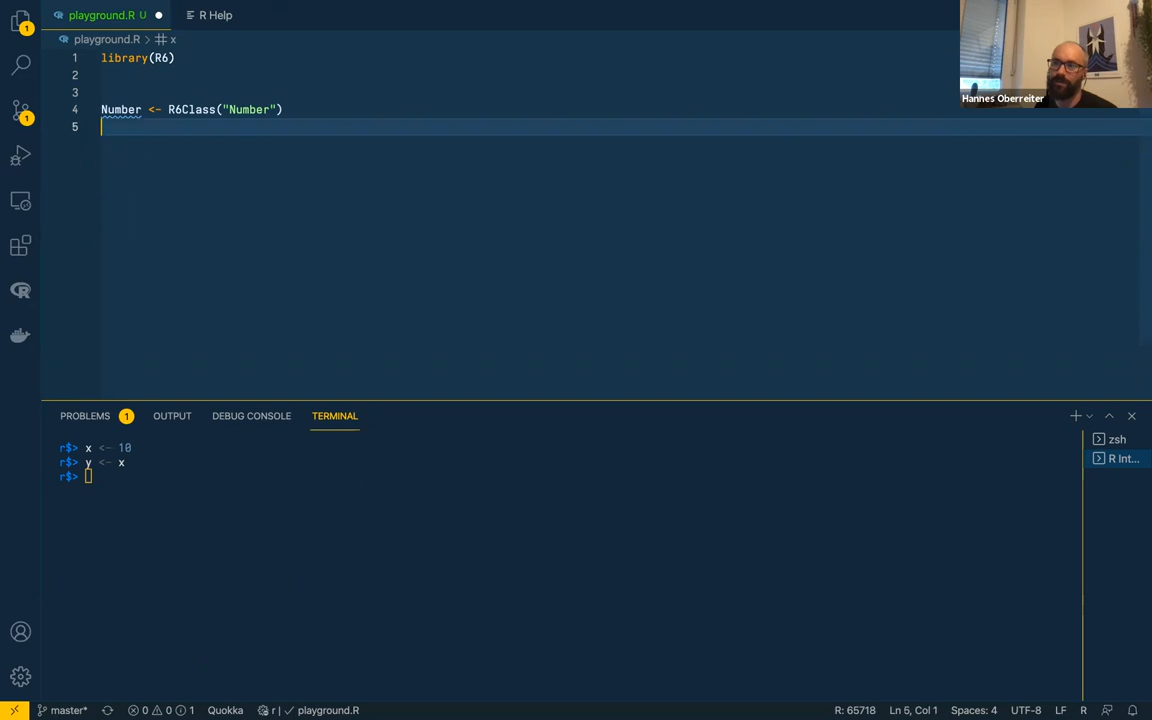 playground.R U
R Help
playground.R > x
1 library(R6)
2
3
4 Number <- R6Class("Number")
5
Hannes Oberreiter
1
1
PROBLEMS 1 OUTPUT DEBUG CONSOLE TERMINAL
r$> x <- 10
r$> y <- x
r$>
zsh
R Int...
master* 0 0 1 Quokka r | ✓ playground.R R: 65718 Ln 5, Col 1 Spaces: 4 UTF-8 LF R